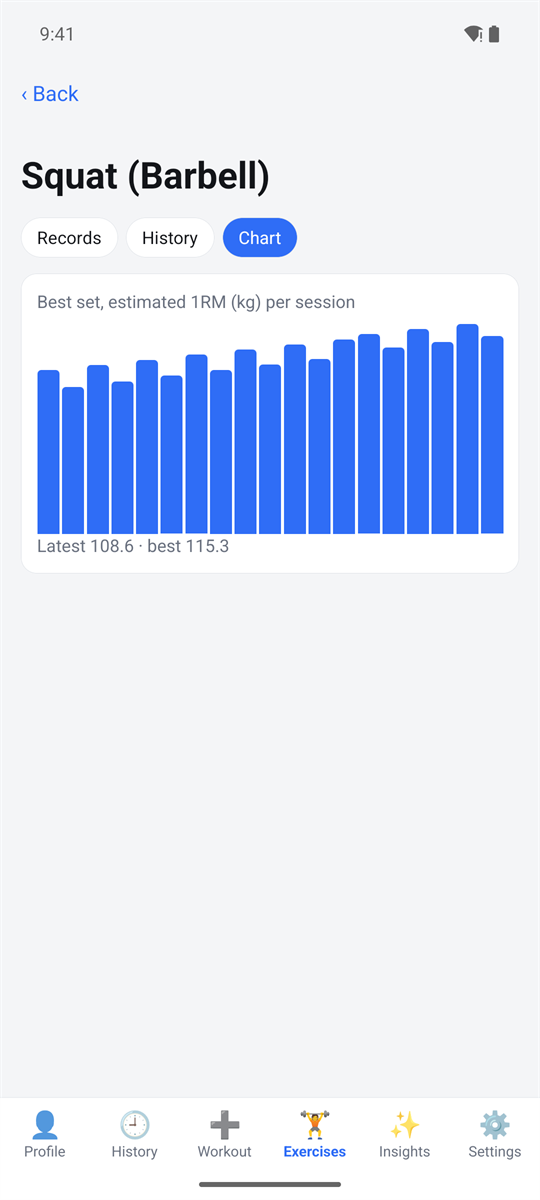 9:41
‹ Back
Squat (Barbell)
Records History Chart
Best set, estimated 1RM (kg) per session
Latest 108.6 · best 115.3
Profile History Workout Exercises Insights Settings